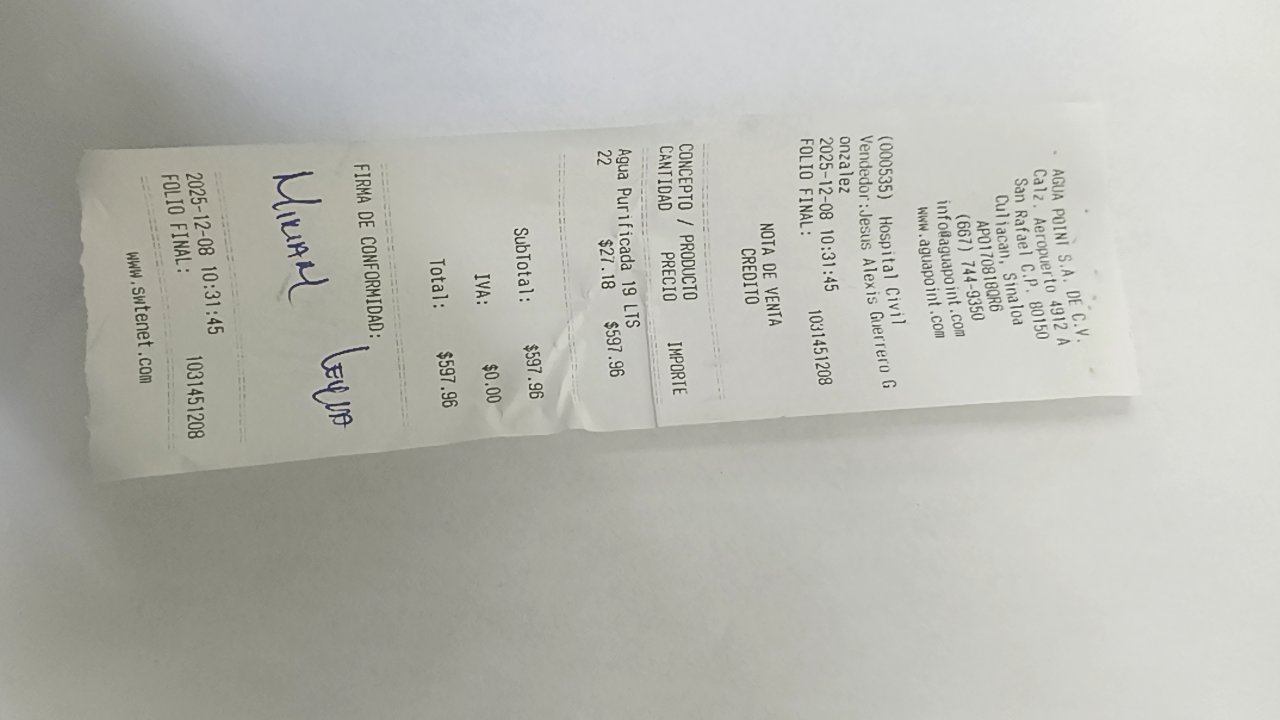 AGUA POINT S.A. DE C.V.
Calz. Aeropuerto 4912 A
San Rafael C.P. 80150
Culiacan, Sinaloa
APO170818QR6
(667) 744-9350
info@aguapoint.com
www.aguapoint.com
(000535) Hospital Civil
Vendedor:Jesus Alexis Guerrero G
onzalez
2025-12-08 10:31:45
FOLIO FINAL: 1031451208
NOTA DE VENTA
CREDITO
CONCEPTO / PRODUCTO
CANTIDAD PRECIO IMPORTE
Agua Purificada 19 LTS
22 $27.18 $597.96
SubTotal: $597.96
IVA: $0.00
Total: $597.96
FIRMA DE CONFORMIDAD:
Miriam
2025-12-08 10:31:45
FOLIO FINAL: 1031451208
www.swtenet.com